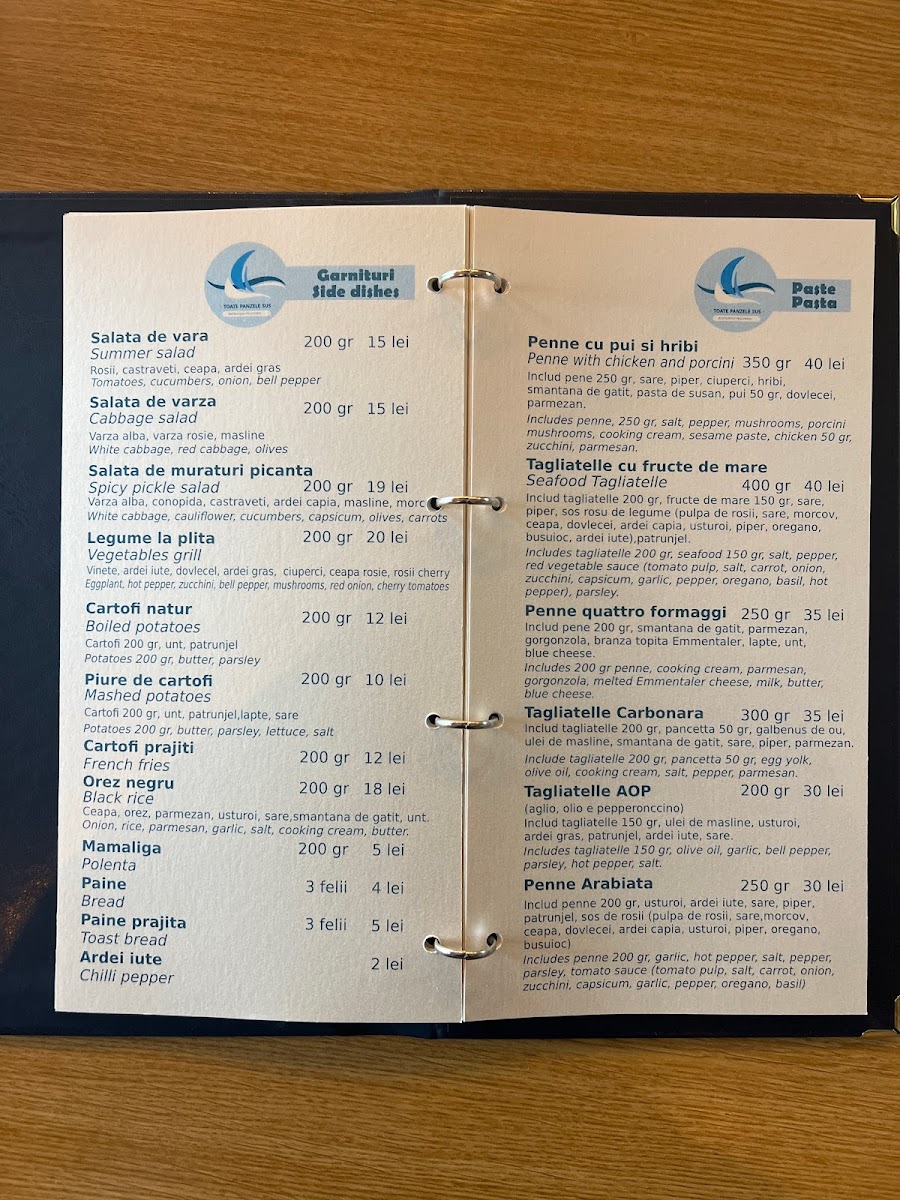 Garnituri
Side dishes
TOATE PANZELE SUS
Salata de vara
Summer salad
200 gr 15 lei
Rosii, castraveti, ceapa, ardei gras
Tomatoes, cucumbers, onion, bell pepper
Salata de varza
Cabbage salad
200 gr 15 lei
Varza alba, varza rosie, masline
White cabbage, red cabbage, olives
Salata de muraturi picanta
Spicy pickle salad 200 gr 19 lei
Varza alba, conopida, castraveti, ardei capia, masline, morc
White cabbage, cauliflower, cucumbers, capsicum, olives, carrots
Legume la plita 200 gr 20 lei
Vegetables grill
Vinete, ardei iute, dovlecel, ardei gras, ciuperci, ceapa rosie, rosii cherry
Eggplant, hot pepper, zucchini, bell pepper, mushrooms, red onion, cherry tomatoes
Cartofi natur
Boiled potatoes
200 gr 12 lei
Cartofi 200 gr, unt, patrunjel
Potatoes 200 gr, butter, parsley
Piure de cartofi 200 gr 10 lei
Mashed potatoes
Cartofi 200 gr, unt, patrunjel,lapte, sare
Potatoes 200 gr, butter, parsley, lettuce, salt
Cartofi prajiti
French fries
200 gr 12 lei
Orez negru
Black rice
200 gr 18 lei
Ceapa, orez, parmezan, usturoi, sare,smantana de gatit, unt.
Onion, rice, parmesan, garlic, salt, cooking cream, butter.
Mamaliga 200 gr 5 lei
Polenta
Paine 3 felii 4 lei
Bread
Paine prajita 3 felii 5 lei
Toast bread
Ardei iute 2 lei
Chilli pepper
Paste
Pasta
TOATE PANZELE SUS
Penne cu pui si hribi
Penne with chicken and porcini 350 gr 40 lei
Includ pene 250 gr, sare, piper, ciuperci, hribi,
smantana de gatit, pasta de susan, pui 50 gr, dovlecei,
parmezan.
Includes penne, 250 gr, salt, pepper, mushrooms, porcini
mushrooms, cooking cream, sesame paste, chicken 50 gr,
zucchini, parmesan.
Tagliatelle cu fructe de mare
Seafood Tagliatelle 400 gr 40 lei
Includ tagliatelle 200 gr, fructe de mare 150 gr, sare,
piper, sos rosu de legume (pulpa de rosii, sare, morcov,
ceapa, dovlecei, ardei capia, usturoi, piper, oregano,
busuioc, ardei iute),patrunjel.
Includes tagliatelle 200 gr, seafood 150 gr, salt, pepper,
red vegetable sauce (tomato pulp, salt, carrot, onion,
zucchini, capsicum, garlic, pepper, oregano, basil, hot
pepper), parsley.
Penne quattro formaggi 250 gr 35 lei
Includ pene 200 gr, smantana de gatit, parmezan,
gorgonzola, branza topita Emmentaler, lapte, unt,
blue cheese.
Includes 200 gr penne, cooking cream, parmesan,
gorgonzola, melted Emmentaler cheese, milk, butter,
blue cheese.
Tagliatelle Carbonara 300 gr 35 lei
Includ tagliatelle 200 gr, pancetta 50 gr, galbenus de ou,
ulei de masline, smantana de gatit, sare, piper, parmezan.
Include tagliatelle 200 gr, pancetta 50 gr, egg yolk,
olive oil, cooking cream, salt, pepper, parmesan.
Tagliatelle AOP 200 gr 30 lei
(aglio, olio e pepperonccino)
Includ tagliatelle 150 gr, ulei de masline, usturoi,
ardei gras, patrunjel, ardei iute, sare.
Includes tagliatelle 150 gr, olive oil, garlic, bell pepper,
parsley, hot pepper, salt.
Penne Arabiata 250 gr 30 lei
Includ penne 200 gr, usturoi, ardei iute, sare, piper,
patrunjel, sos de rosii (pulpa de rosii, sare,morcov,
ceapa, dovlecei, ardei capia, usturoi, piper, oregano,
busuioc)
Includes penne 200 gr, garlic, hot pepper, salt, pepper,
parsley, tomato sauce (tomato pulp, salt, carrot, onion,
zucchini, capsicum, garlic, pepper, oregano, basil)